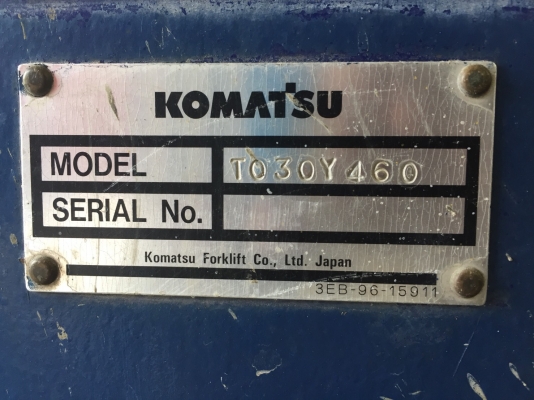 KOMATSU
MODEL TO30Y460
SERIAL No.
Komatsu Forklift Co., Ltd. Japan
3EB-96-15911